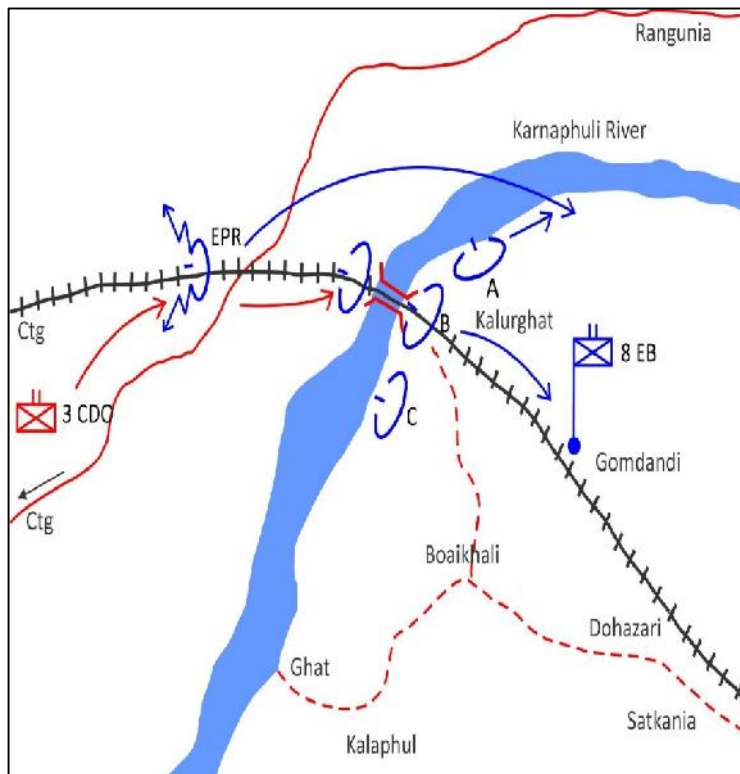 Rangunia
Karnaphuli River
EPR
A
Ctg
Kalurghat
B
8 EB
3 CDO
C
Gomdandi
Ctg
Boaikhali
Dohazari
Ghat
Satkania
Kalaphul